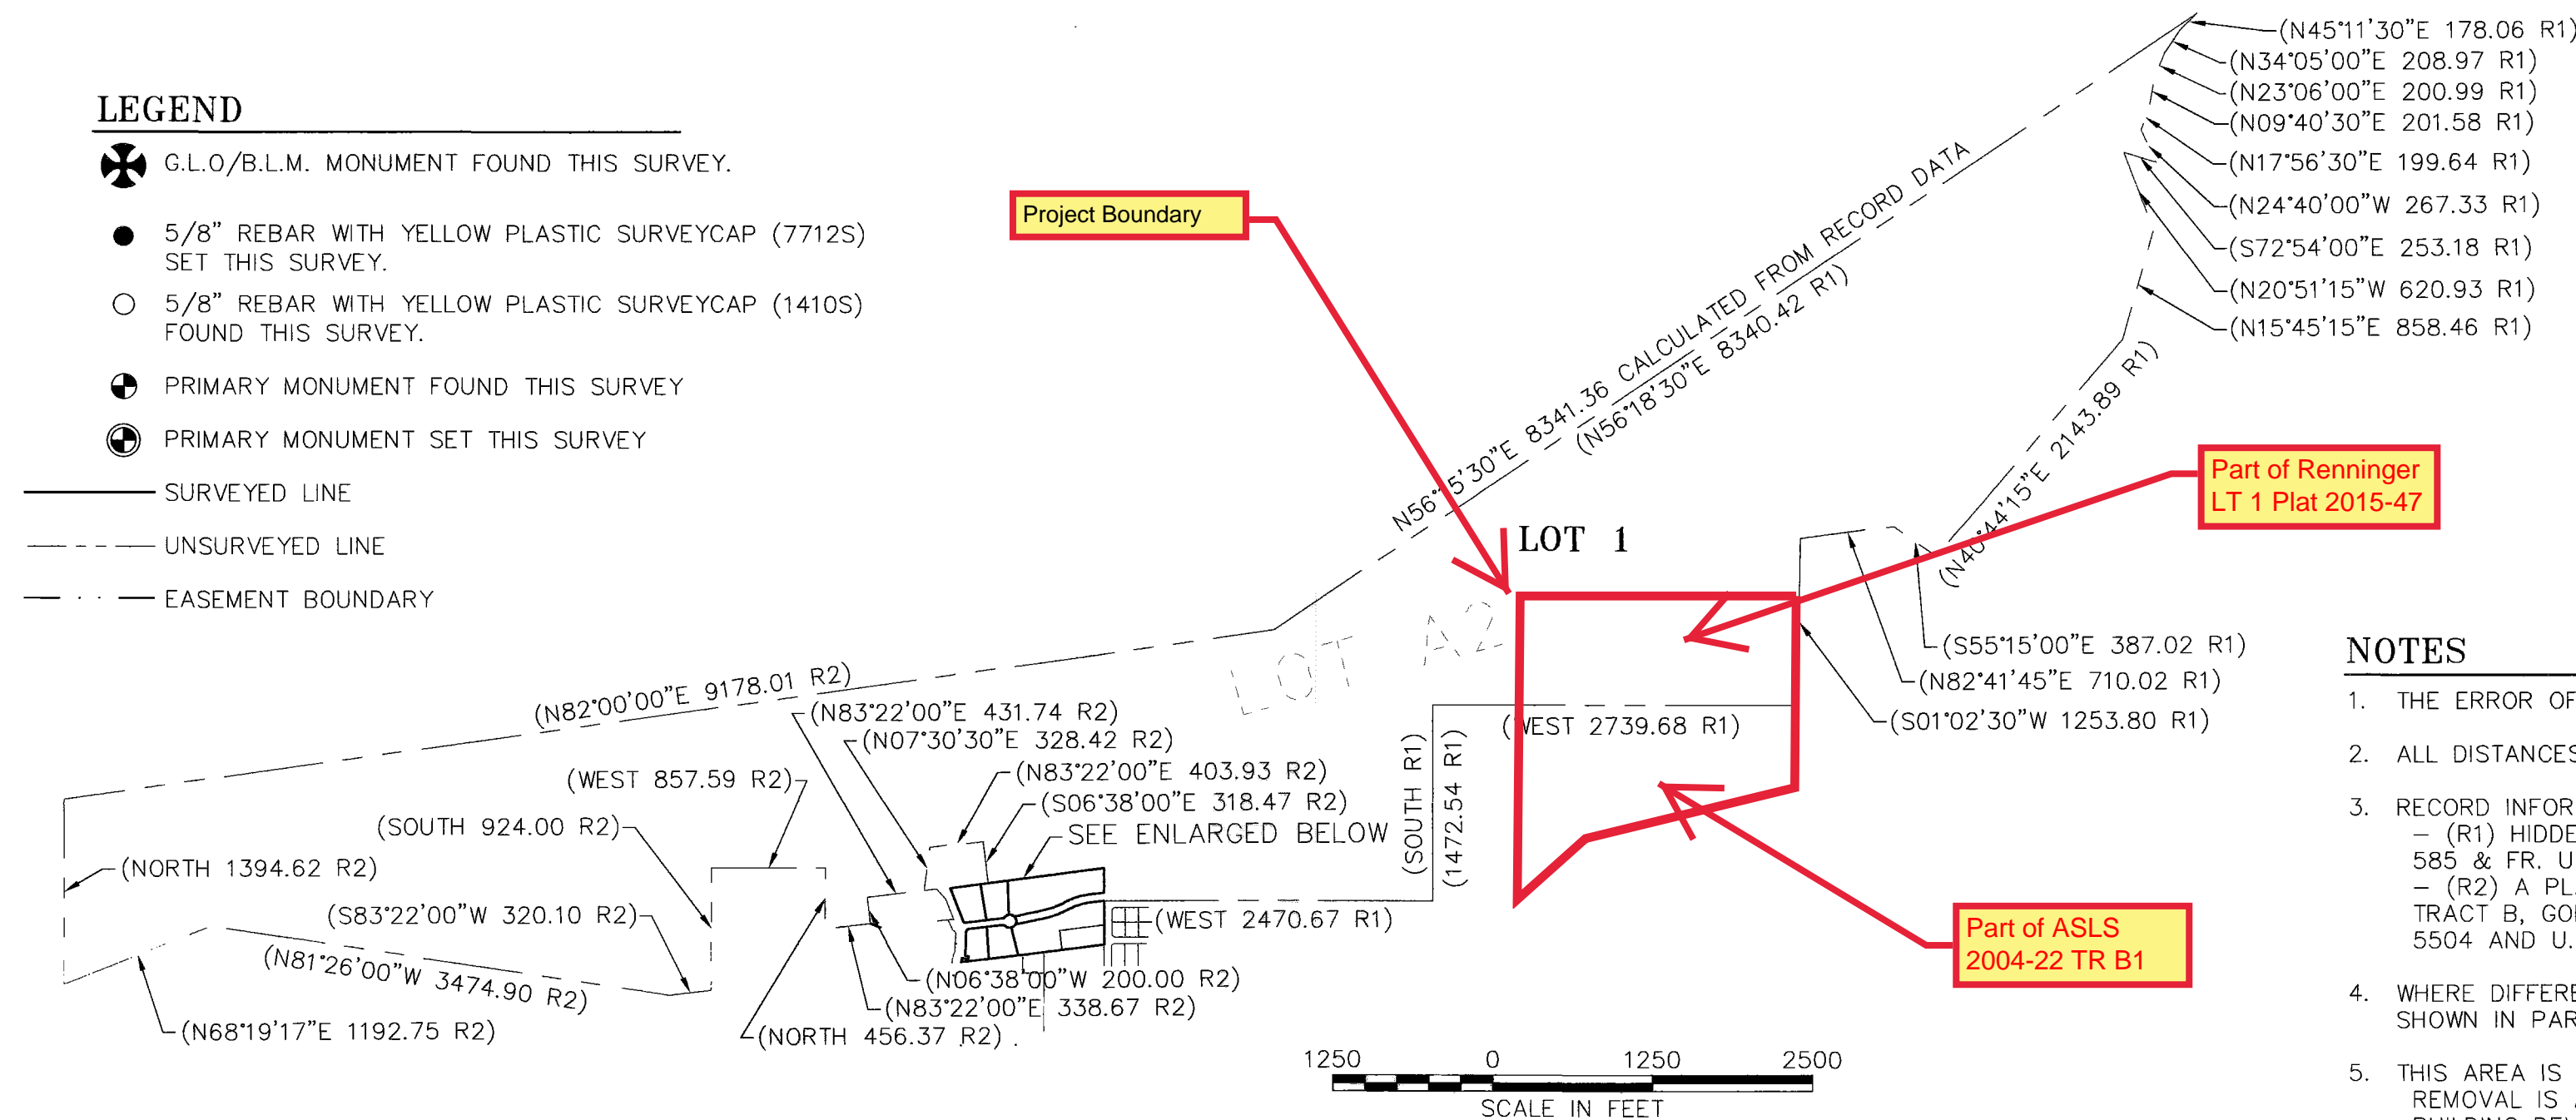 LEGEND
G.L.O/B.L.M. MONUMENT FOUND THIS SURVEY.
5/8" REBAR WITH YELLOW PLASTIC SURVEYCAP (7712S)
SET THIS SURVEY.
5/8" REBAR WITH YELLOW PLASTIC SURVEYCAP (1410S)
FOUND THIS SURVEY.
PRIMARY MONUMENT FOUND THIS SURVEY
PRIMARY MONUMENT SET THIS SURVEY
SURVEYED LINE
UNSURVEYED LINE
EASEMENT BOUNDARY
Project Boundary
N56° 5'30"E 8341.36 CALCULATED FROM RECORD DATA
(N56°18'30"E 8340.42 R1)
(N45°11'30"E 178.06 R1)
(N34°05'00"E 208.97 R1)
(N23°06'00"E 200.99 R1)
(N09°40'30"E 201.58 R1)
(N17°56'30"E 199.64 R1)
(N24°40'00"W 267.33 R1)
(S72°54'00"E 253.18 R1)
(N20°51'15"W 620.93 R1)
(N15°45'15"E 858.46 R1)
(N40°44'15"E 2143.89 R1)
Part of Renninger
LT 1 Plat 2015-47
LOT 1
LOT A2
(S55°15'00"E 387.02 R1)
(N82°41'45"E 710.02 R1)
(S01°02'30"W 1253.80 R1)
(WEST 2739.68 R1)
(SOUTH R1)
(1472.54 R1)
(N82°00'00"E 9178.01 R2)
(N83°22'00"E 431.74 R2)
(N07°30'30"E 328.42 R2)
(N83°22'00"E 403.93 R2)
(S06°38'00"E 318.47 R2)
SEE ENLARGED BELOW
(WEST 857.59 R2)
(SOUTH 924.00 R2)
(NORTH 1394.62 R2)
(S83°22'00"W 320.10 R2)
(N81°26'00"W 3474.90 R2)
(N68°19'17"E 1192.75 R2)
(WEST 2470.67 R1)
(N06°38'00"W 200.00 R2)
(N83°22'00"E 338.67 R2)
(NORTH 456.37 R2)
Part of ASLS
2004-22 TR B1
1250 0 1250 2500
SCALE IN FEET
NOTES
1. THE ERROR OF
2. ALL DISTANCES
3. RECORD INFOR
– (R1) HIDDE
585 & FR. U
– (R2) A PL
TRACT B, GO
5504 AND U.
4. WHERE DIFFERE
SHOWN IN PAR
5. THIS AREA IS
REMOVAL IS